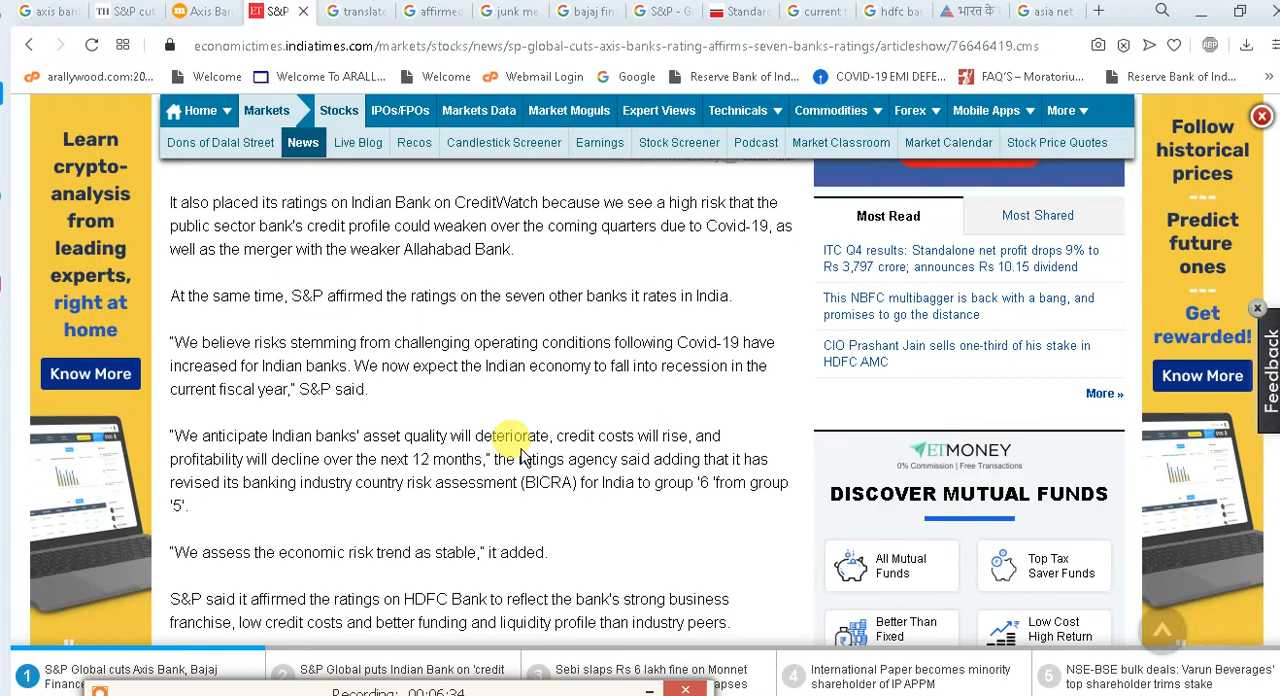 axis ban
S&P cut
Axis Ban
ET S&P
translate
affirmed
junk me
bajaj fin
S&P - G
Standard
current f
hdfc ban
भारत के
asia net
economictimes.indiatimes.com/markets/stocks/news/sp-global-cuts-axis-banks-rating-affirms-seven-banks-ratings/articleshow/76646419.cms
ABP
arallywood.com:20...
Welcome
Welcome To ARALL...
Welcome
Webmail Login
Google
Reserve Bank of Ind...
COVID-19 EMI DEFE...
FAQ'S – Moratoriu...
Reserve Bank of Ind...
Home
Markets
Stocks
IPOs/FPOs
Markets Data
Market Moguls
Expert Views
Technicals
Commodities
Forex
Mobile Apps
More
Dons of Dalal Street
News
Live Blog
Recos
Candlestick Screener
Earnings
Stock Screener
Podcast
Market Classroom
Market Calendar
Stock Price Quotes
Learn
crypto-
analysis
from
leading
experts,
right at
home
Know More
It also placed its ratings on Indian Bank on CreditWatch because we see a high risk that the
public sector bank's credit profile could weaken over the coming quarters due to Covid-19, as
well as the merger with the weaker Allahabad Bank.
At the same time, S&P affirmed the ratings on the seven other banks it rates in India.
"We believe risks stemming from challenging operating conditions following Covid-19 have
increased for Indian banks. We now expect the Indian economy to fall into recession in the
current fiscal year," S&P said.
"We anticipate Indian banks' asset quality will deteriorate, credit costs will rise, and
profitability will decline over the next 12 months," the ratings agency said adding that it has
revised its banking industry country risk assessment (BICRA) for India to group '6 'from group
'5'.
"We assess the economic risk trend as stable," it added.
S&P said it affirmed the ratings on HDFC Bank to reflect the bank's strong business
franchise, low credit costs and better funding and liquidity profile than industry peers.
Most Read
Most Shared
ITC Q4 results: Standalone net profit drops 9% to
Rs 3,797 crore; announces Rs 10.15 dividend
This NBFC multibagger is back with a bang, and
promises to go the distance
CIO Prashant Jain sells one-third of his stake in
HDFC AMC
More »
ETMONEY
0% Commission | Free Transactions
DISCOVER MUTUAL FUNDS
All Mutual
Funds
Top Tax
Saver Funds
Better Than
Fixed
Low Cost
High Return
Follow
historical
prices
Predict
future
ones
Get
rewarded!
Know More
Feedback
1
S&P Global cuts Axis Bank, Bajaj
Financ
2
S&P Global puts Indian Bank on 'credit
3
Sebi slaps Rs 6 lakh fine on Monnet
apses
4
International Paper becomes minority
shareholder of IP APPM
5
NSE-BSE bulk deals: Varun Beverages'
top shareholder trims stake
Recording: 00:06:34